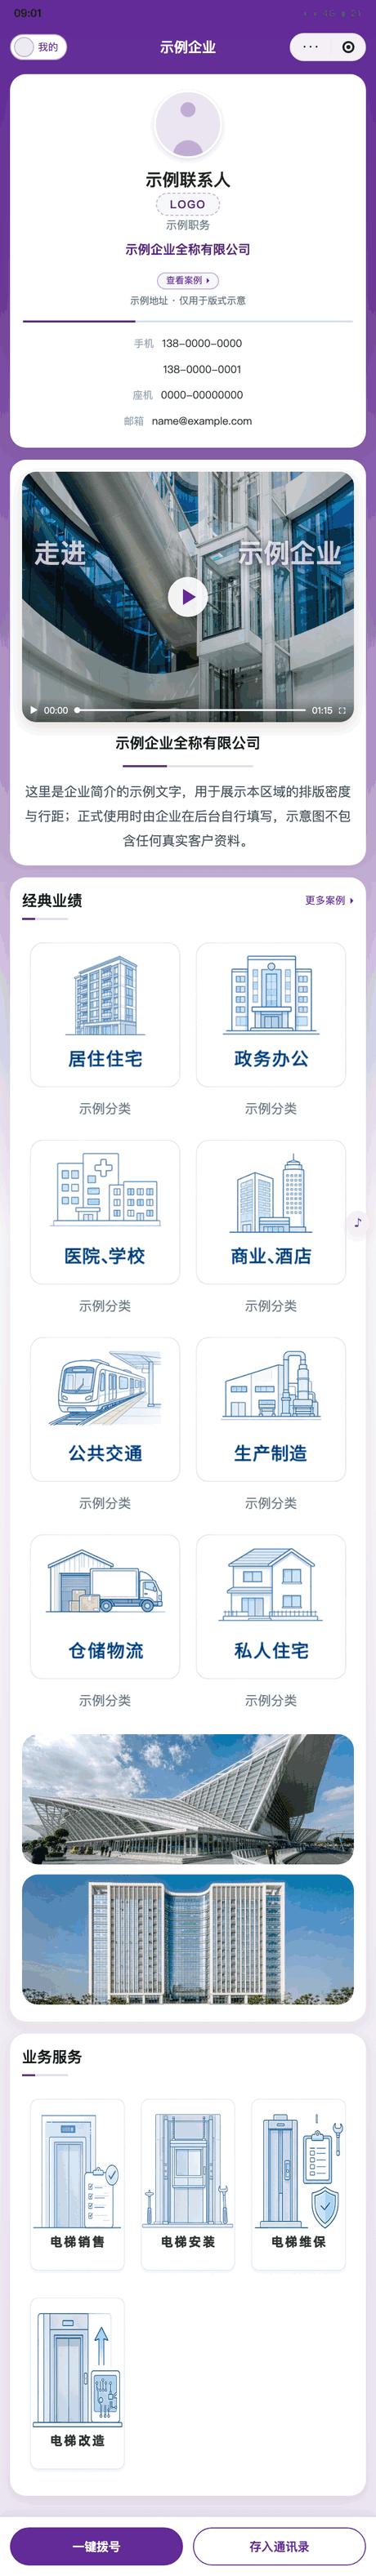 09:01
我的
示例企业
示例联系人
LOGO
示例职务
示例企业全称有限公司
查看案例
示例地址 · 仅用于版式示意
手机 138-0000-0000
138-0000-0001
座机 0000-00000000
邮箱 name@example.com
走进 示例企业
00:00 01:15
示例企业全称有限公司
这里是企业简介的示例文字，用于展示本区域的排版密度
与行距；正式使用时由企业在后台自行填写，示意图不包
含任何真实客户资料。
经典业绩 更多案例
居住住宅 政务办公
示例分类 示例分类
医院、学校 商业、酒店
示例分类 示例分类
公共交通 生产制造
示例分类 示例分类
仓储物流 私人住宅
示例分类 示例分类
业务服务
电梯销售 电梯安装 电梯维保
电梯改造
一键拨号 存入通讯录